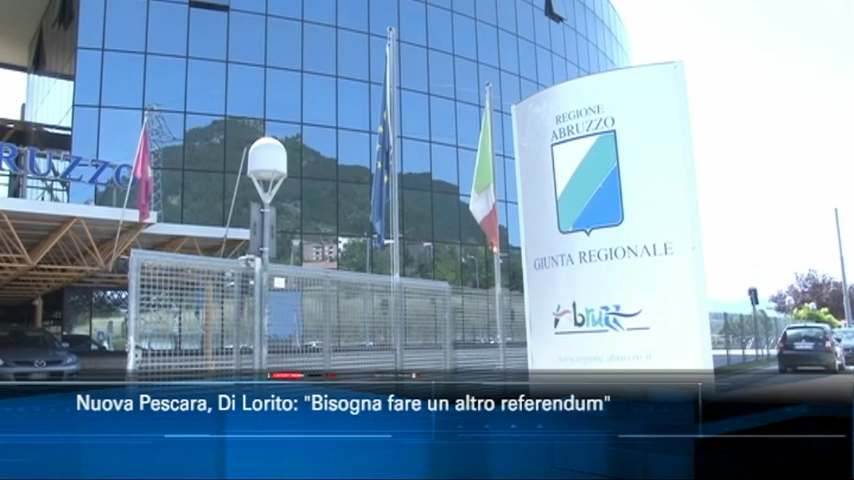 RUZZO
REGIONE
ABRUZZO
GIUNTA REGIONALE
Nuova Pescara, Di Lorito: "Bisogna fare un altro referendum"